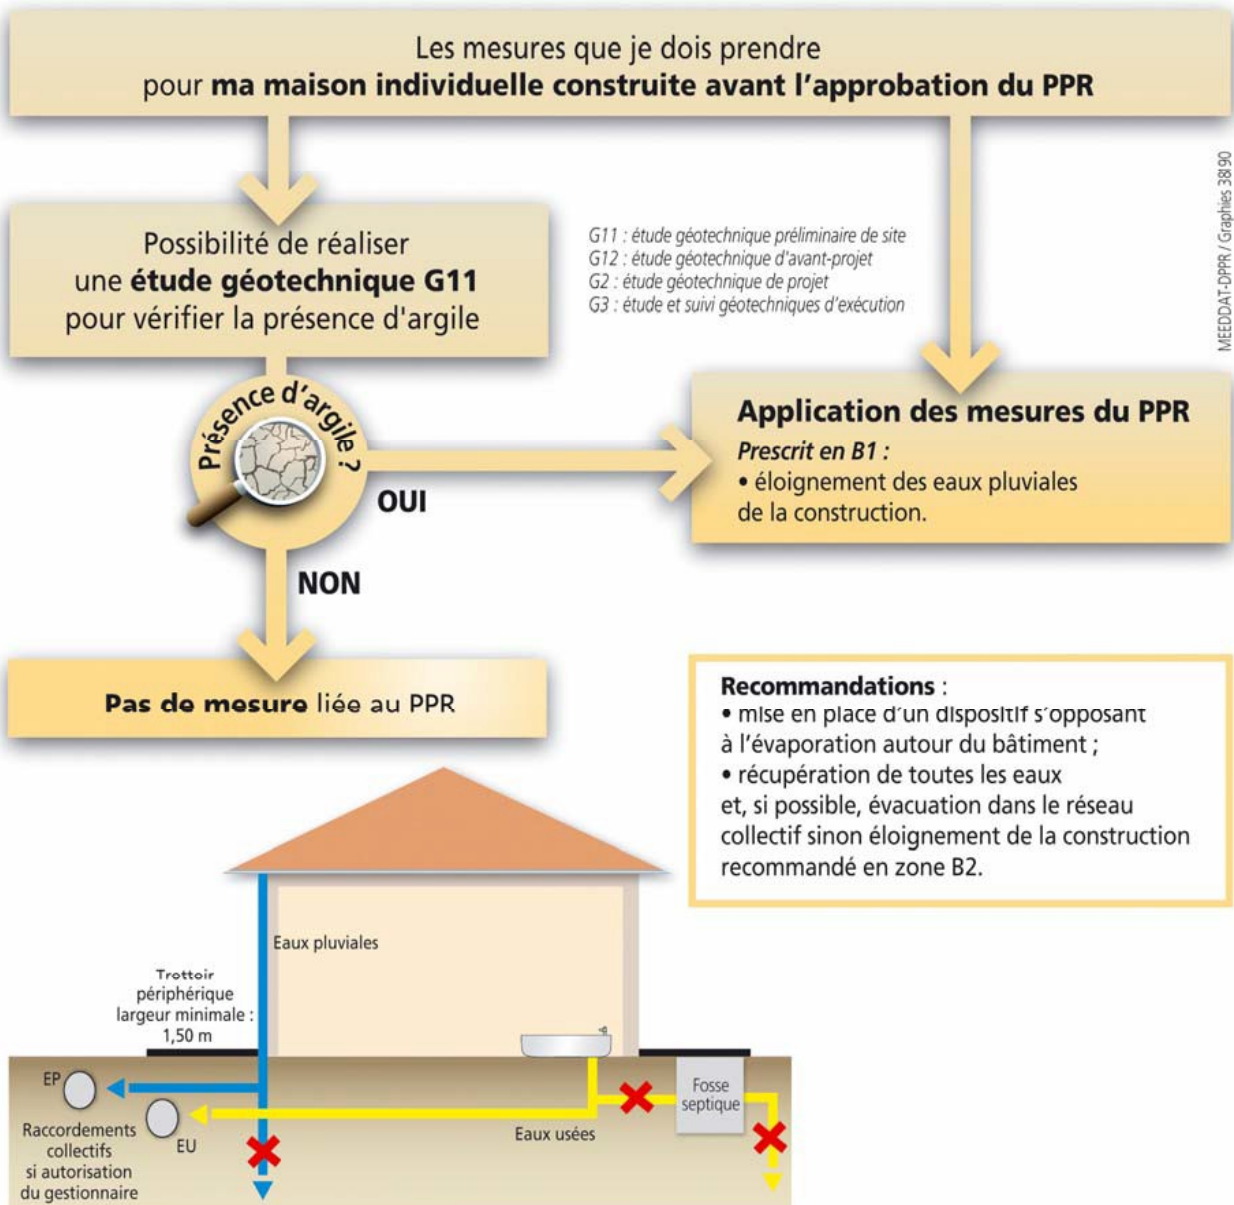 Les mesures que je dois prendre
pour ma maison individuelle construite avant l'approbation du PPR
Possibilité de réaliser
une étude géotechnique G11
pour vérifier la présence d'argile
G11 : étude géotechnique préliminaire de site
G12 : étude géotechnique d'avant-projet
G2 : étude géotechnique de projet
G3 : étude et suivi géotechniques d'exécution
MEEDDAT-DPPR / Graphies 38190
Présence d'argile ?
OUI
NON
Application des mesures du PPR
Prescrit en B1 :
• éloignement des eaux pluviales
de la construction.
Pas de mesure liée au PPR
Recommandations :
• mise en place d'un dispositif s'opposant
à l'évaporation autour du bâtiment ;
• récupération de toutes les eaux
et, si possible, évacuation dans le réseau
collectif sinon éloignement de la construction
recommandé en zone B2.
Eaux pluviales
Trottoir
périphérique
largeur minimale :
1,50 m
EP
EU
Raccordements
collectifs
si autorisation
du gestionnaire
Eaux usées
Fosse
septique